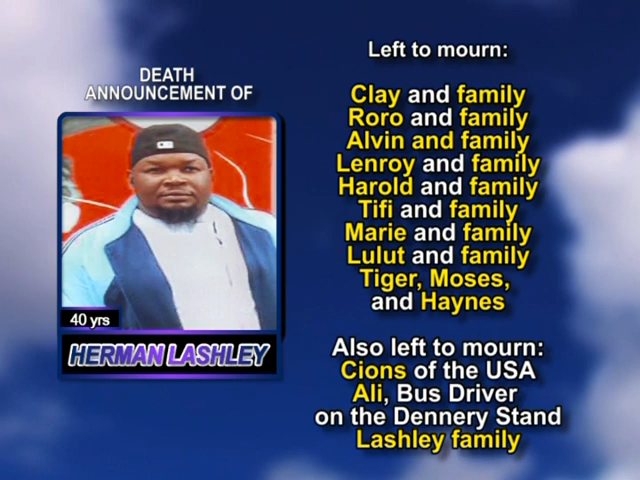 DEATH
ANNOUNCEMENT OF
40 yrs
HERMAN LASHLEY
Left to mourn:
Clay and family
Roro and family
Alvin and family
Lenroy and family
Harold and family
Tifi and family
Marie and family
Lulut and family
Tiger, Moses,
and Haynes
Also left to mourn:
Cions of the USA
Ali, Bus Driver
on the Dennery Stand
Lashley family